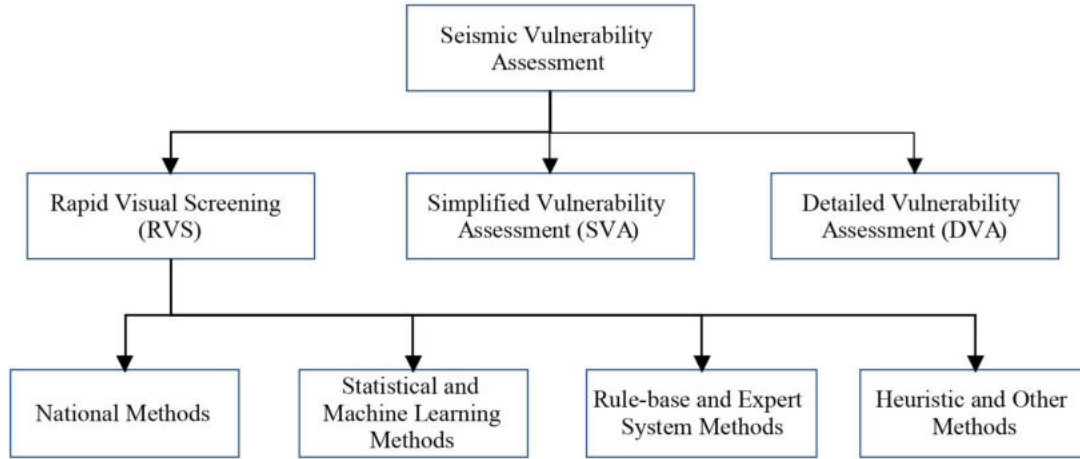 Seismic Vulnerability
Assessment
Rapid Visual Screening
(RVS)
Simplified Vulnerability
Assessment (SVA)
Detailed Vulnerability
Assessment (DVA)
National Methods
Statistical and
Machine Learning
Methods
Rule-base and Expert
System Methods
Heuristic and Other
Methods